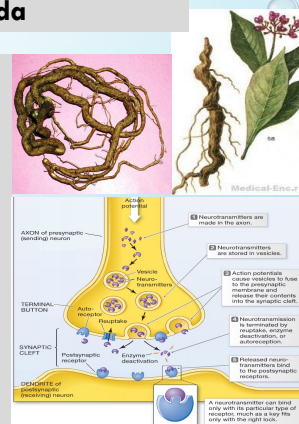 da
58
Medical-Enc.r
Action
potential
AXON of presynaptic
(sending) neuron
1 Neurotransmitters are
made in the axon.
2 Neurotransmitters
are stored in vesicles.
Vesicle
Neuro-
transmitters
3 Action potentials
cause vesicles to fuse
to the presynaptic
membrane and
release their contents
into the synaptic cleft.
TERMINAL
BUTTON
Auto-
receptor
Reuptake
4 Neurotransmission
is terminated by
reuptake, enzyme
deactivation, or
autoreception.
SYNAPTIC
CLEFT
Postsynaptic
receptor
Enzyme
deactivation
5 Released neuro-
transmitters bind
to the postsynaptic
receptors.
DENDRITE of
postsynaptic
(receiving) neuron
A neurotransmitter can bind
only with its particular type of
receptor, much as a key fits
only with the right lock.